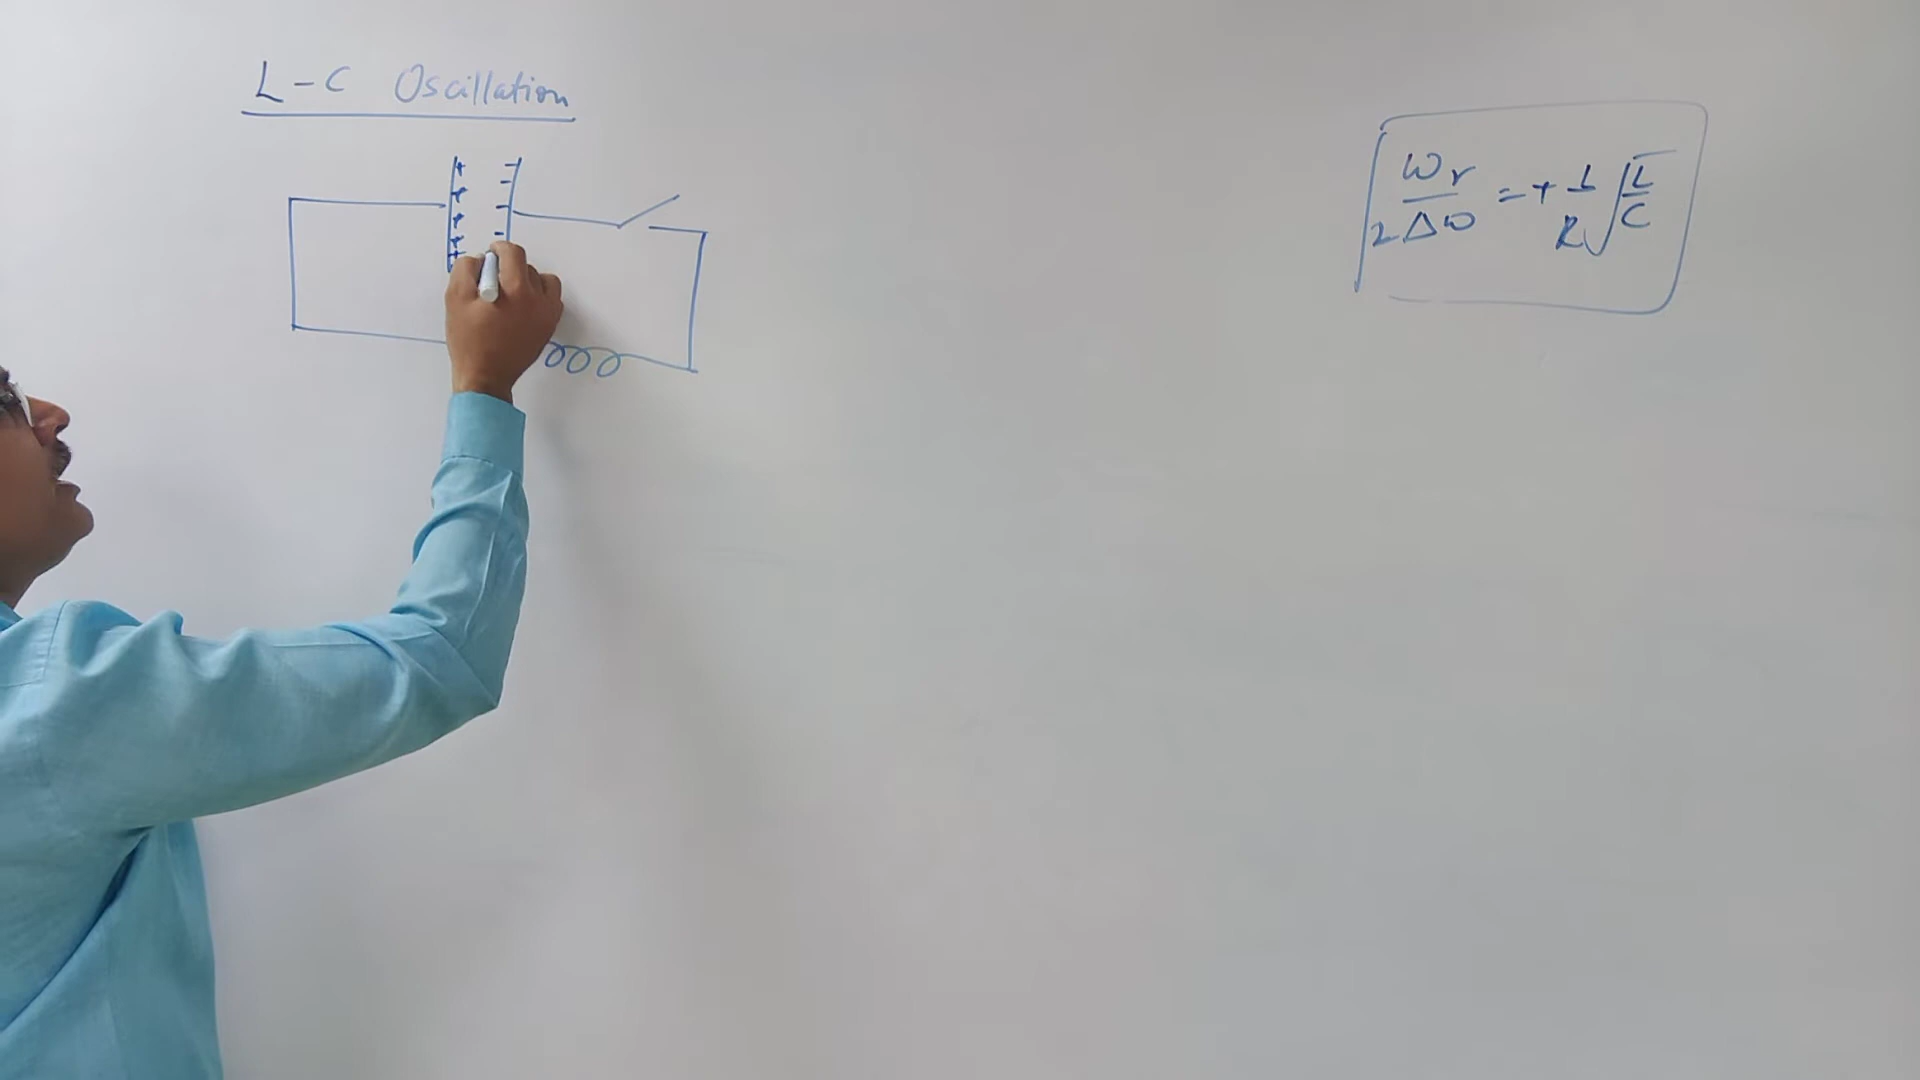 L-C Oscillation
ωr/2Δω = + 1/R √L/C